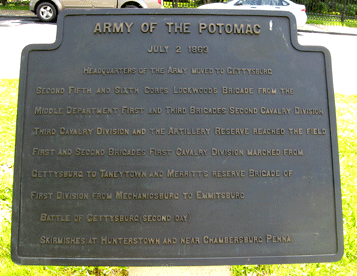 ARMY OF THE POTOMAC
JULY 2 1863
HEADQUARTERS OF THE ARMY MOVED TO GETTYSBURG
SECOND FIFTH AND SIXTH CORPS LOCKWOODS BRIGADE FROM THE
MIDDLE DEPARTMENT FIRST AND THIRD BRIGADES SECOND CAVALRY DIVISION
THIRD CAVALRY DIVISION AND THE ARTILLERY RESERVE REACHED THE FIELD
FIRST AND SECOND BRIGADES FIRST CAVALRY DIVISION MARCHED FROM
GETTYSBURG TO TANEYTOWN AND MERRITTS RESERVE BRIGADE OF
FIRST DIVISION FROM MECHANICSBURG TO EMMITSBURG
BATTLE OF GETTYSBURG (SECOND DAY)
SKIRMISHES AT HUNTERSTOWN AND NEAR CHAMBERSBURG PENNA